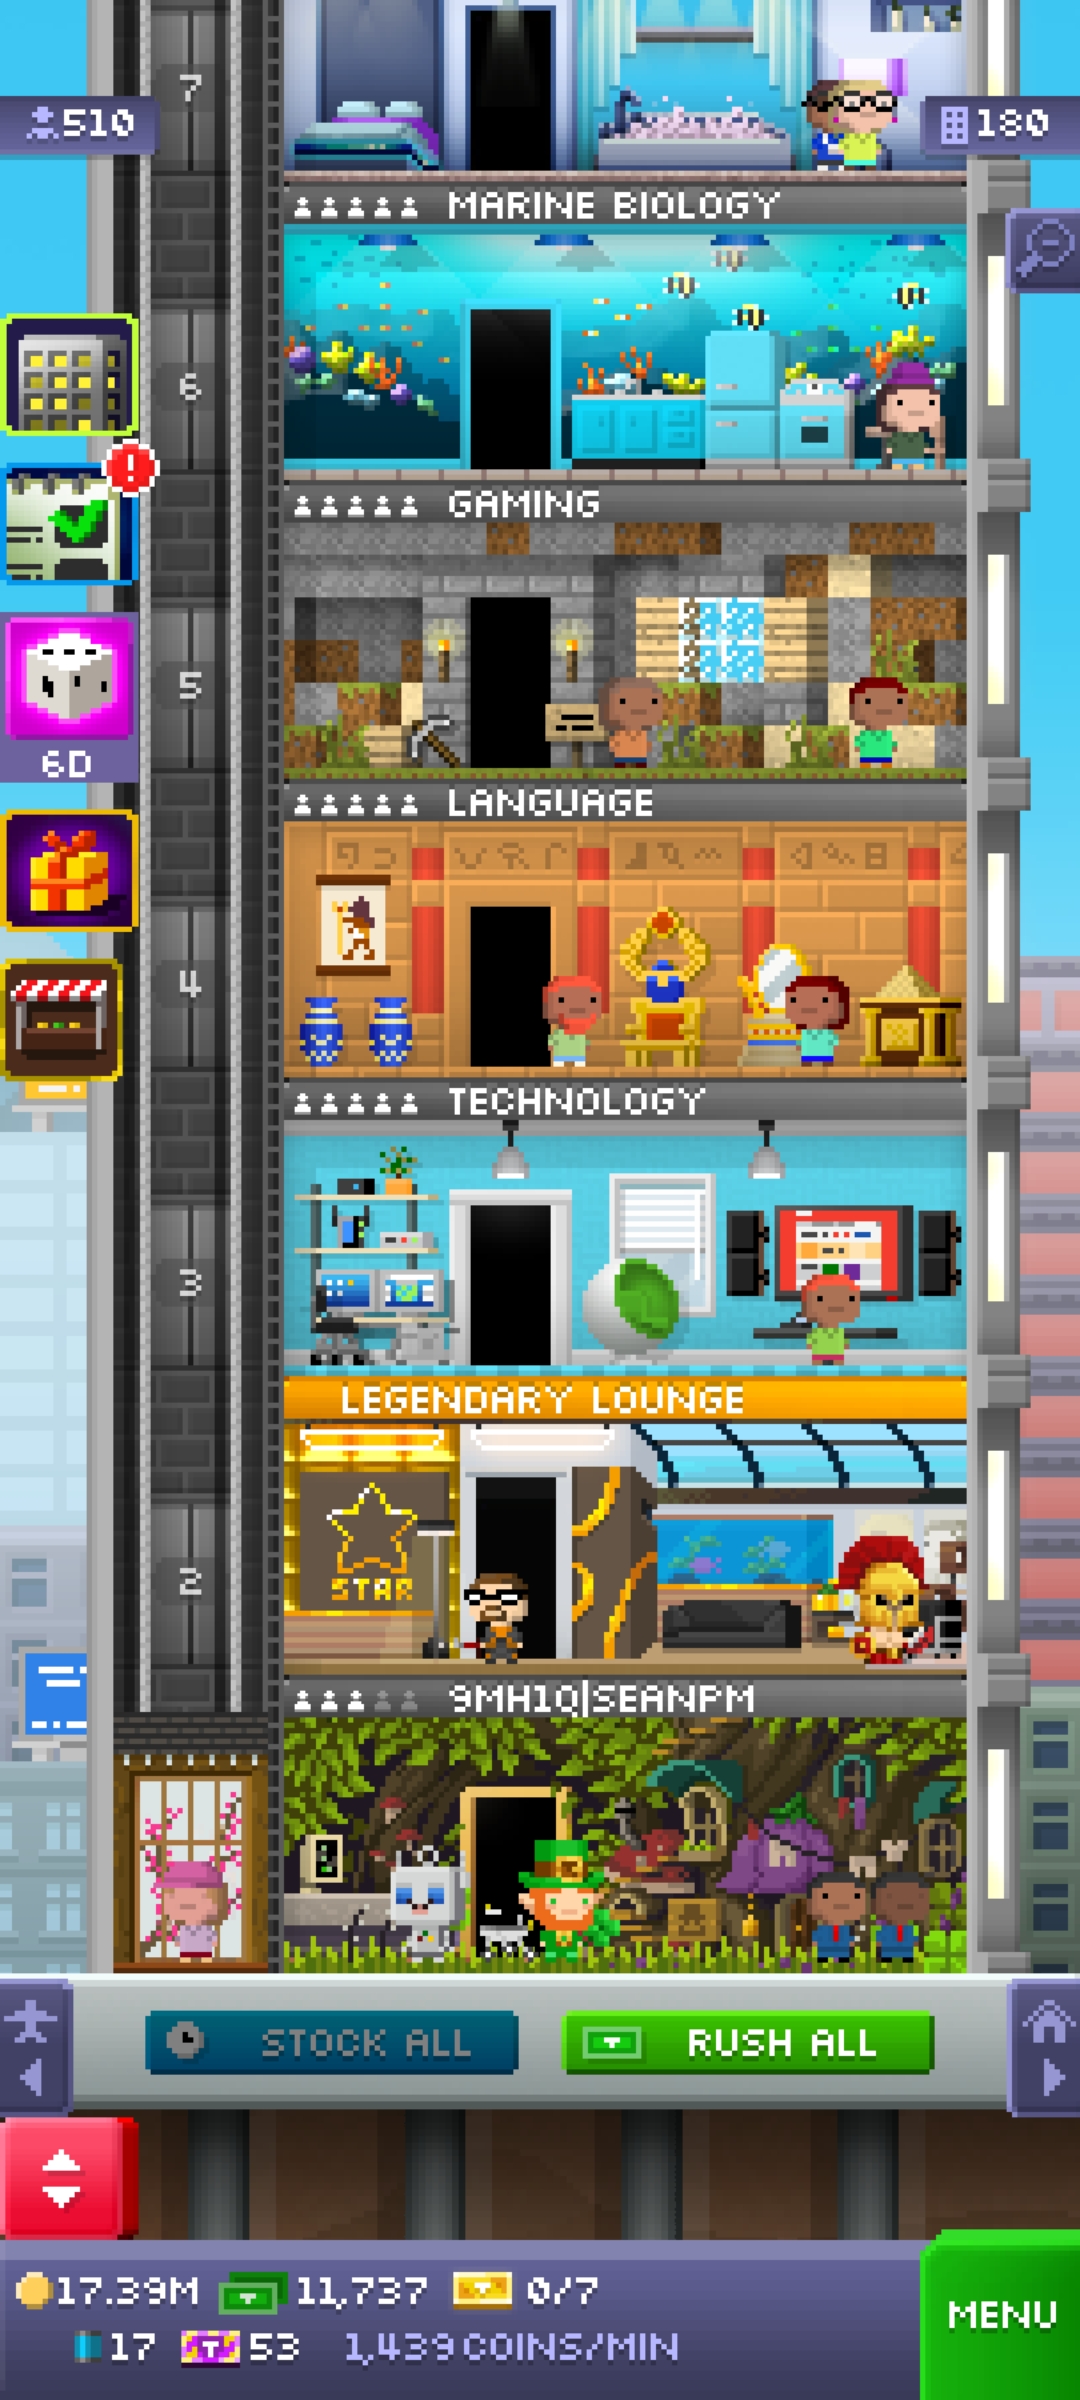 7
510
180
MARINE BIOLOGY
6
GAMING
5
6D
LANGUAGE
4
TECHNOLOGY
3
LEGENDARY LOUNGE
STAR
2
9MH1Q|SEANPM
STOCK ALL
RUSH ALL
17.39M 11,737 0/7
MENU
17 53 1,439 COINS/MIN